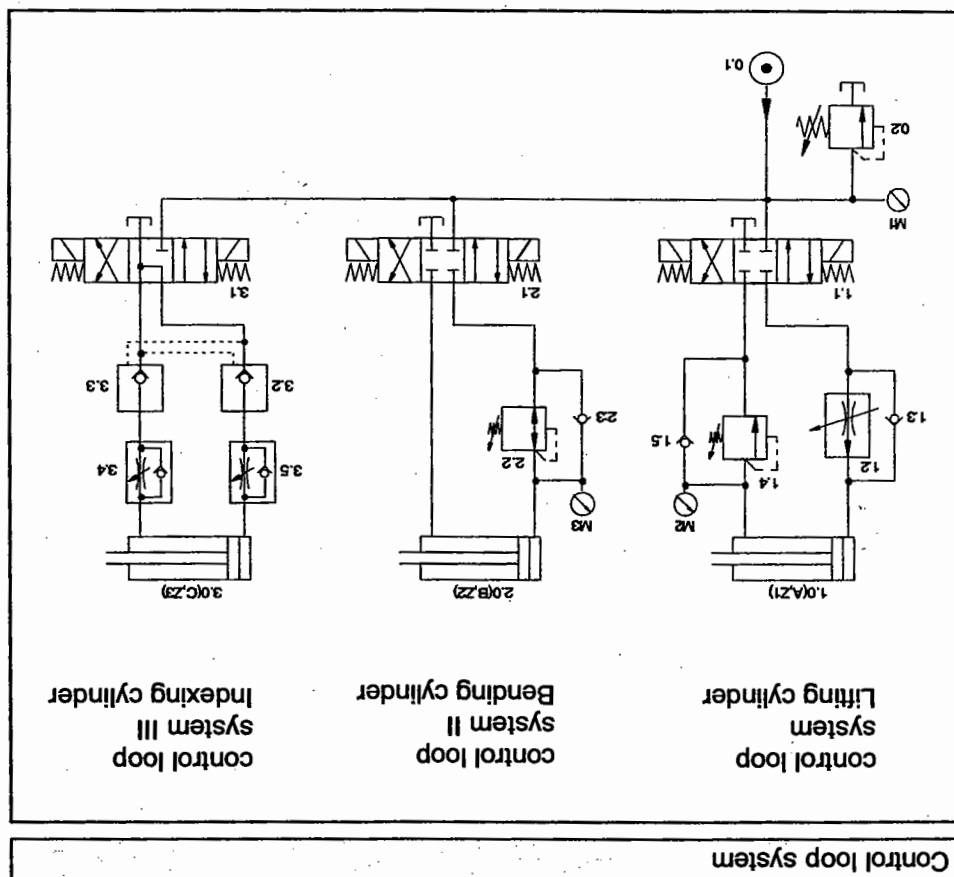 Control loop system
control loop
system
Lifting cylinder
control loop
system II
Bending cylinder
control loop
system III
Indexing cylinder
1.0(A,Z1)
2.0(B,Z2)
3.0(C,Z3)
M2
M3
1.2
1.4
1.3
1.5
2.2
2.3
3.5
3.4
3.2
3.3
1.1
2.1
3.1
M1
0.2
0.1